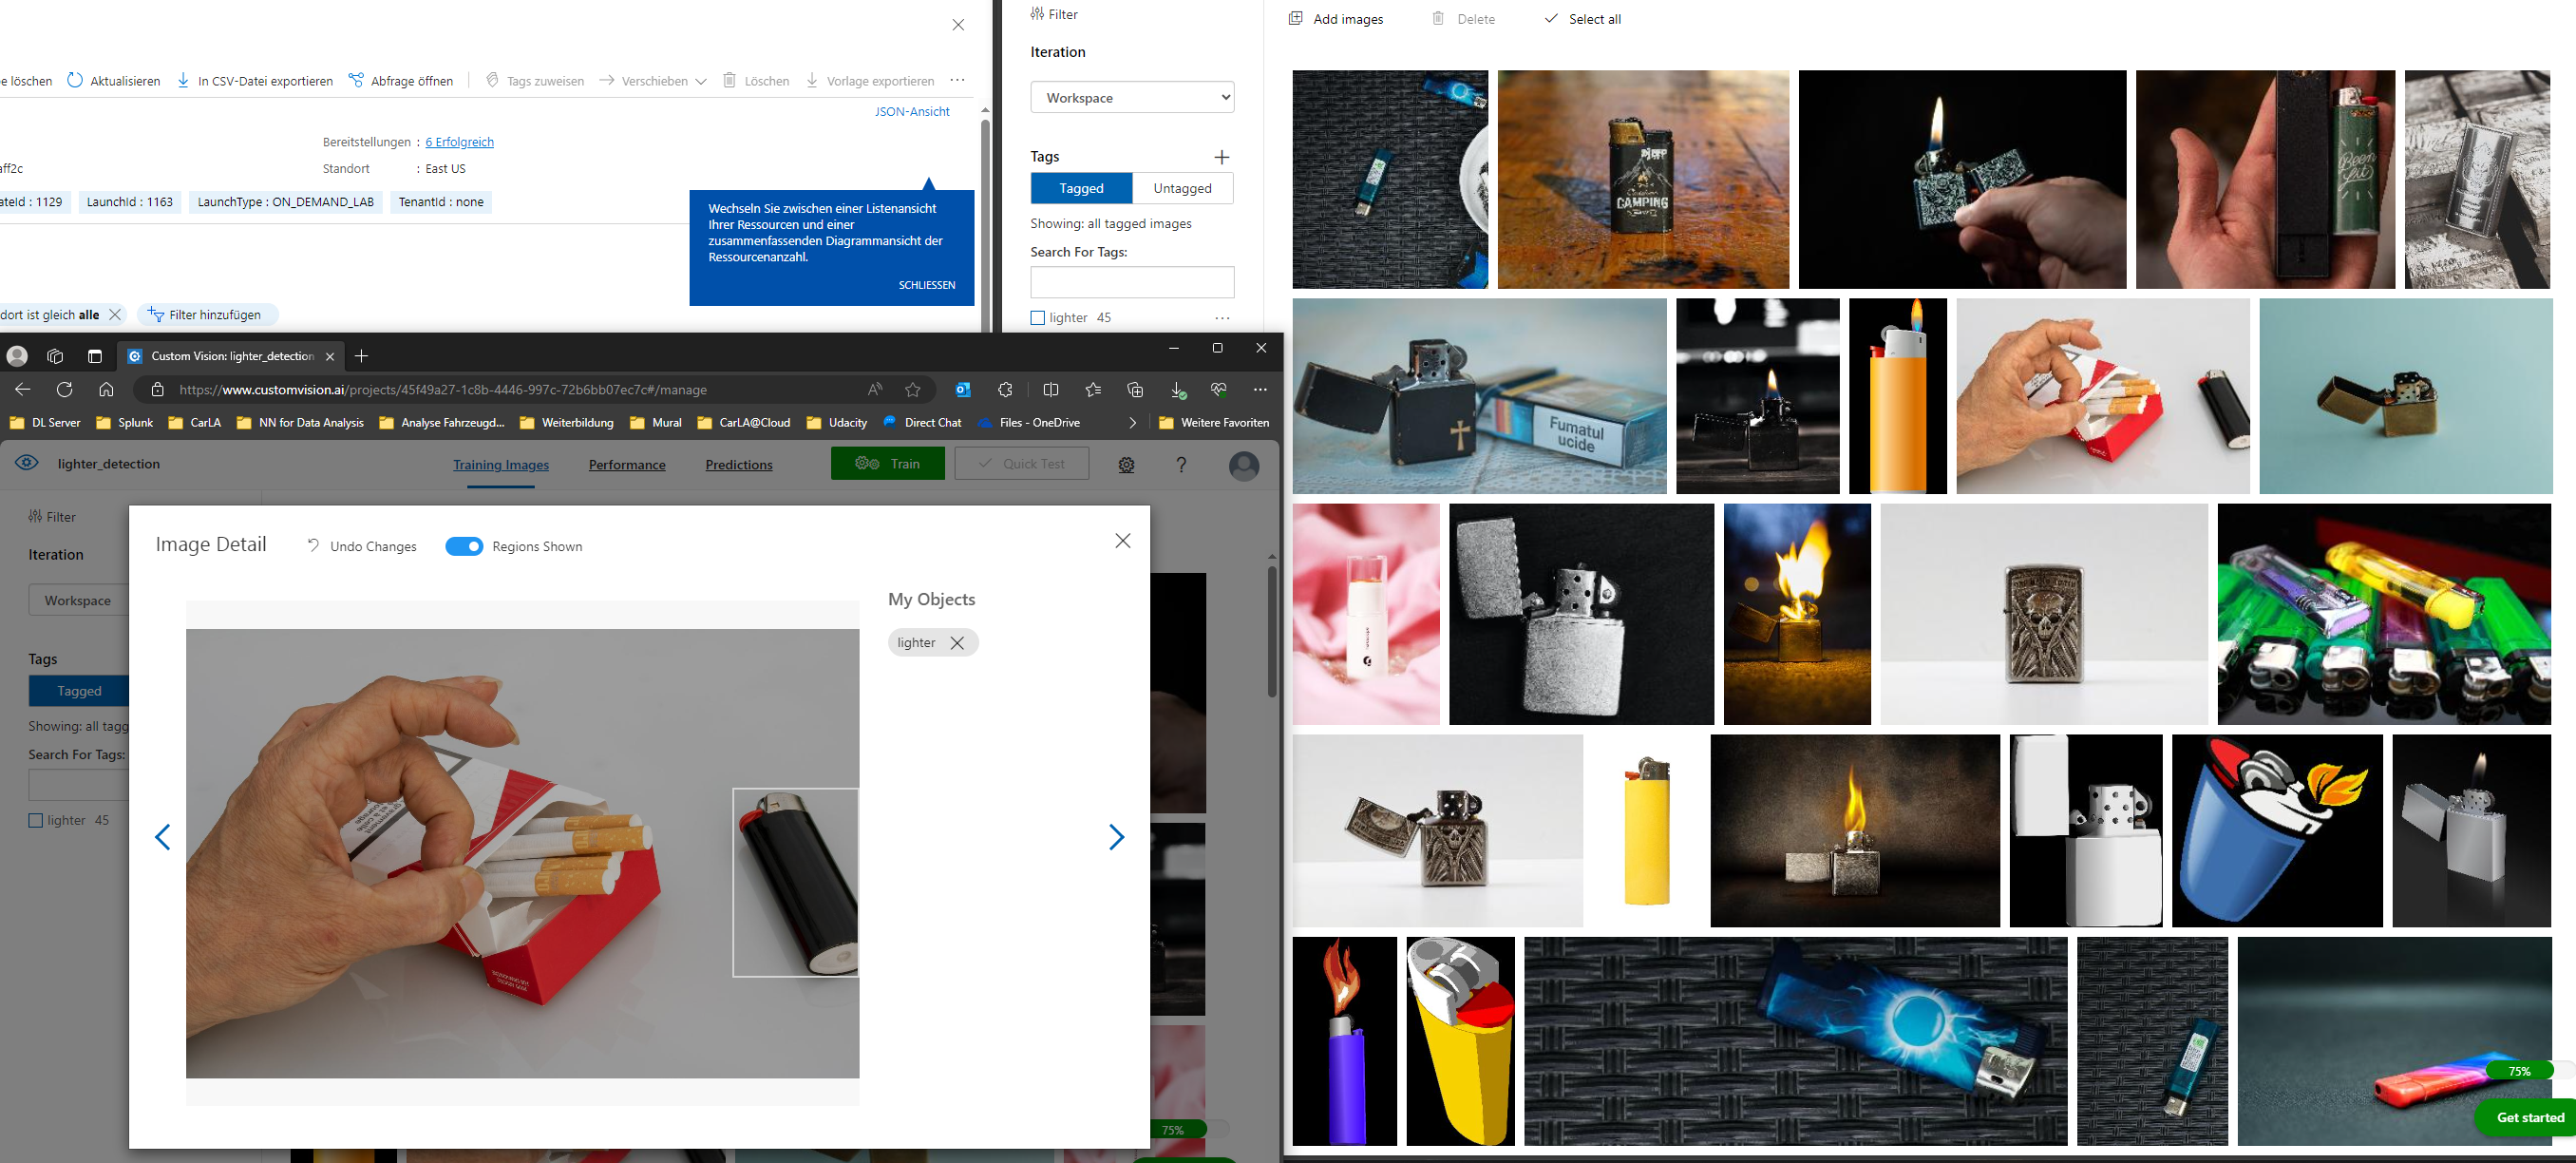 e löschen
Aktualisieren
In CSV-Datei exportieren
Abfrage öffnen
Tags zuweisen
Verschieben
Löschen
Vorlage exportieren
JSON-Ansicht
Bereitstellungen : 6 Erfolgreich
aff2c
Standort : East US
ateId : 1129
LaunchId : 1163
LaunchType : ON_DEMAND_LAB
TenantId : none
Wechseln Sie zwischen einer Listenansicht
Ihrer Ressourcen und einer
zusammenfassenden Diagrammansicht der
Ressourcenanzahl.
SCHLIESSEN
dort ist gleich alle
Filter hinzufügen
Filter
Iteration
Workspace
Tags
Tagged
Untagged
Showing: all tagged images
Search For Tags:
lighter 45
Add images
Delete
Select all
CAMPING
Been
Lit
Fumatul
ucide
75%
Get started
Custom Vision: lighter_detection
https://www.customvision.ai/projects/45f49a27-1c8b-4446-997c-72b6bb07ec7c#/manage
DL Server
Splunk
CarLA
NN for Data Analysis
Analyse Fahrzeugd...
Weiterbildung
Mural
CarLA@Cloud
Udacity
Direct Chat
Files - OneDrive
Weitere Favoriten
lighter_detection
Training Images
Performance
Predictions
Train
Quick Test
Filter
Iteration
Workspace
Tags
Tagged
Showing: all tagg
Search For Tags:
lighter 45
Image Detail
Undo Changes
Regions Shown
My Objects
lighter
75%